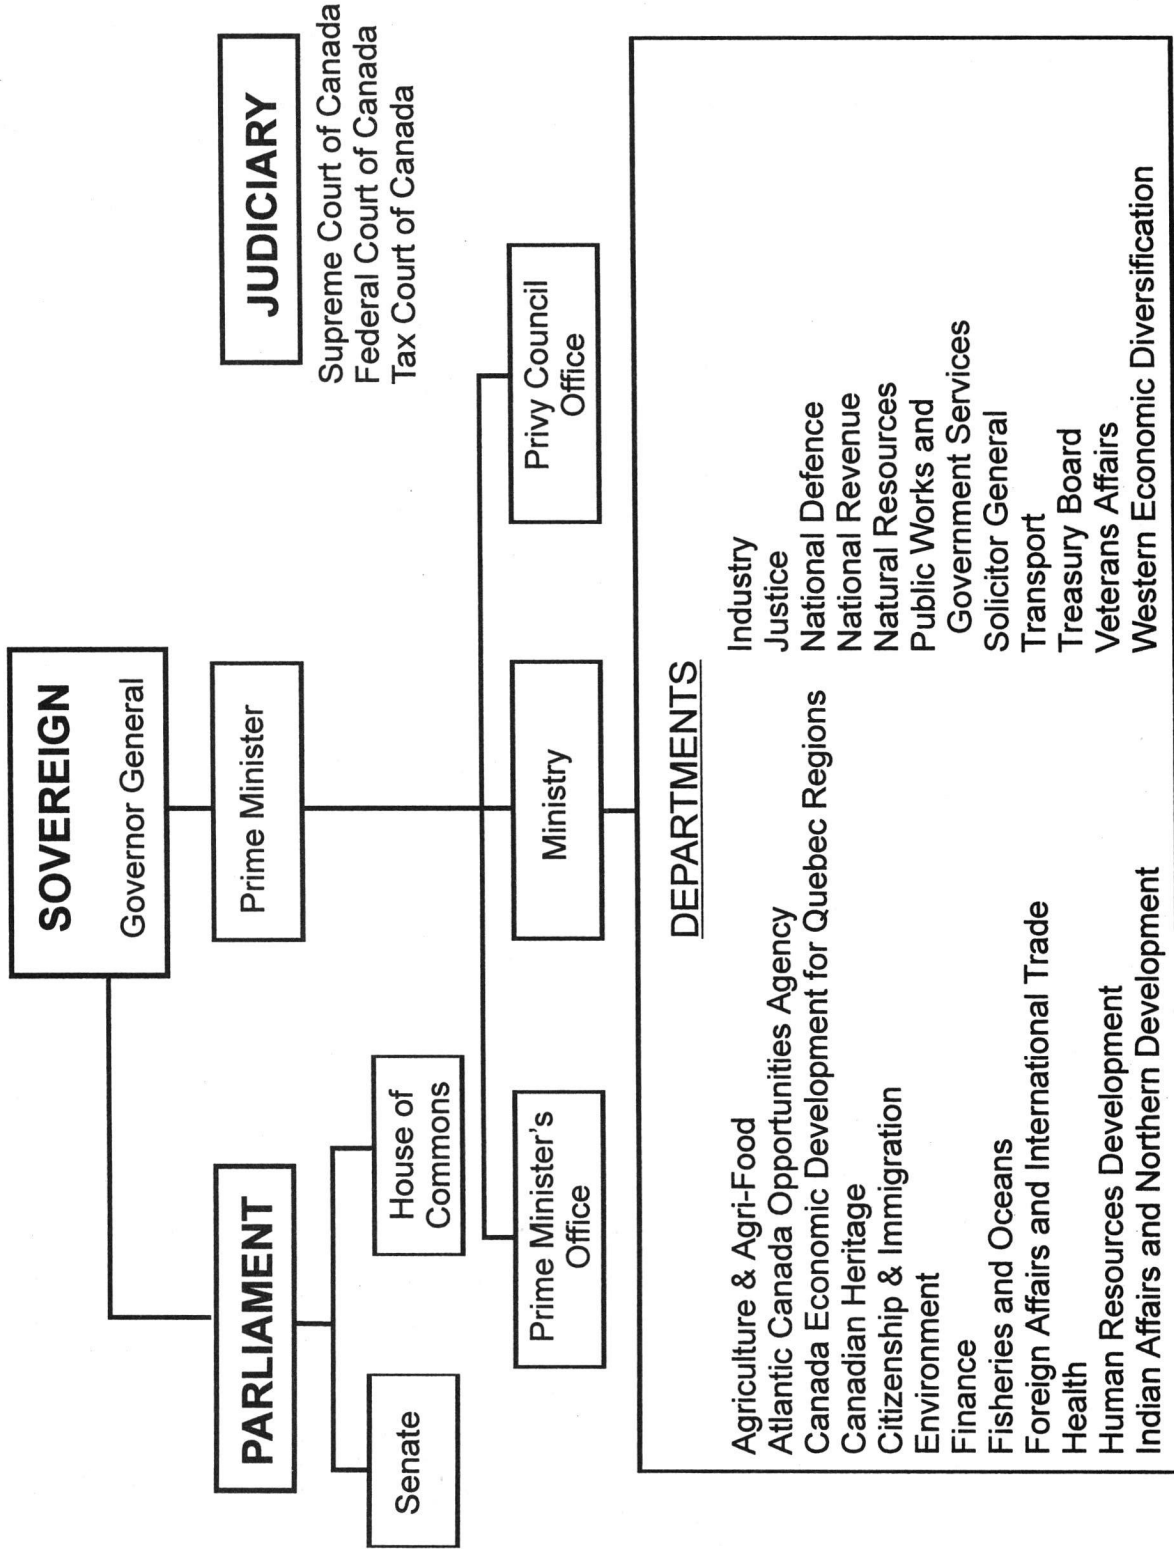 SOVEREIGN
Governor General
PARLIAMENT
Prime Minister
JUDICIARY
Supreme Court of Canada
Federal Court of Canada
Tax Court of Canada
Senate
House of
Commons
Prime Minister's
Office
Ministry
Privy Council
Office
DEPARTMENTS
Agriculture & Agri-Food
Atlantic Canada Opportunities Agency
Canada Economic Development for Quebec Regions
Canadian Heritage
Citizenship & Immigration
Environment
Finance
Fisheries and Oceans
Foreign Affairs and International Trade
Health
Human Resources Development
Indian Affairs and Northern Development
Industry
Justice
National Defence
National Revenue
Natural Resources
Public Works and
Government Services
Solicitor General
Transport
Treasury Board
Veterans Affairs
Western Economic Diversification